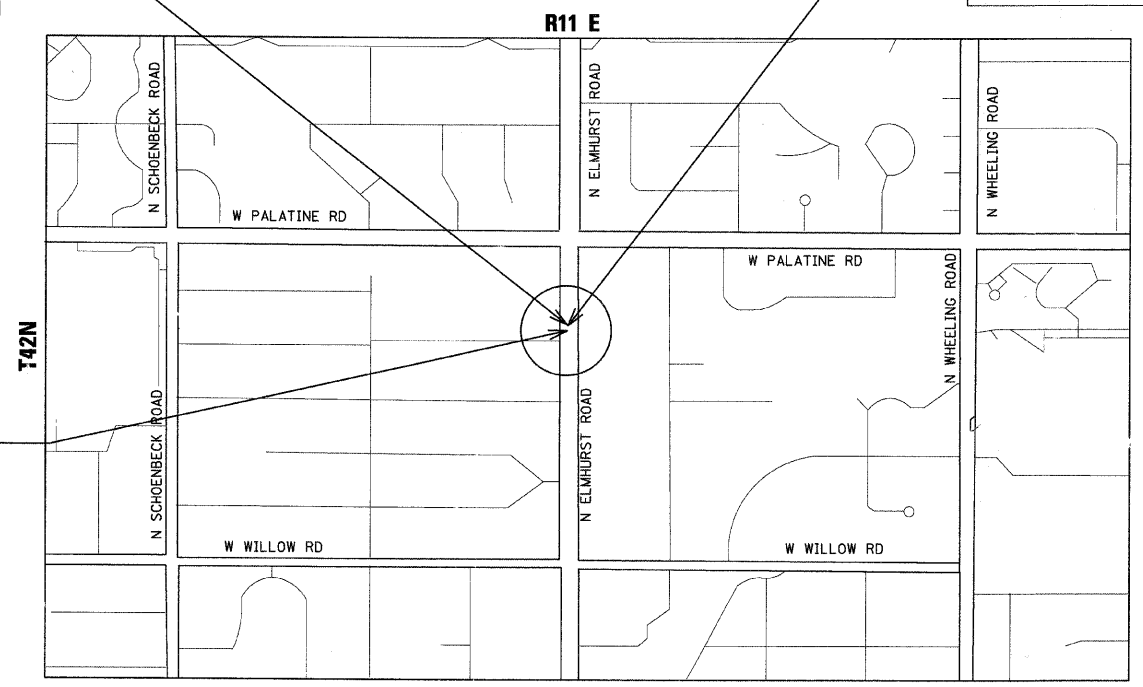 R11 E
N SCHOENBECK ROAD
N ELMHURST ROAD
N WHEELING ROAD
W PALATINE RD
W PALATINE RD
T42N
N WHEELING ROAD
N SCHOENBECK ROAD
N ELMHURST ROAD
W WILLOW RD
W WILLOW RD